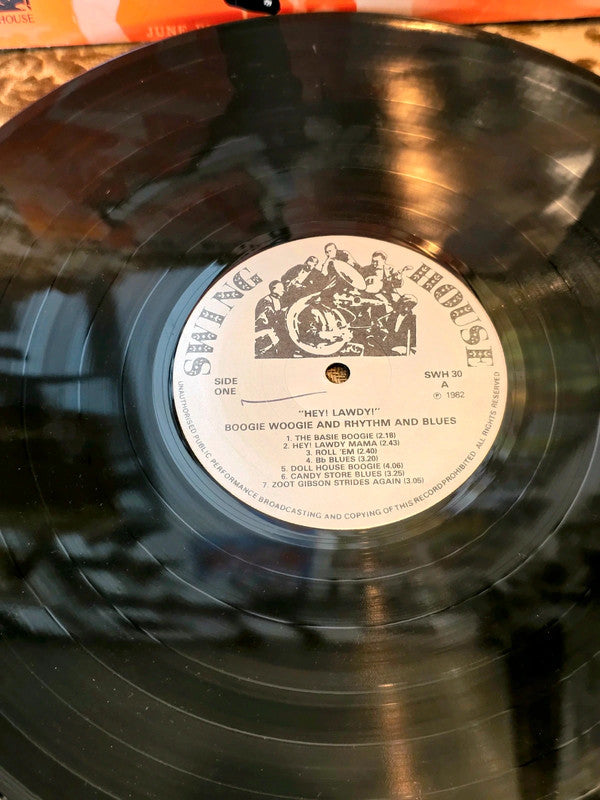 HOUSE
JUNE
SWING HOUSE
SIDE
ONE
SWH 30
A
℗ 1982
"HEY! LAWDY!"
BOOGIE WOOGIE AND RHYTHM AND BLUES
1. THE BASIE BOOGIE (2.18)
2. HEY! LAWDY MAMA (2.43)
3. ROLL 'EM (2.40)
4. Bb BLUES (3.20)
5. DOLL HOUSE BOOGIE (4.06)
6. CANDY STORE BLUES (3.25)
7. ZOOT GIBSON STRIDES AGAIN (3.05)
UNAUTHORISED PUBLIC PERFORMANCE BROADCASTING AND COPYING OF THIS RECORD PROHIBITED. ALL RIGHTS RESERVED